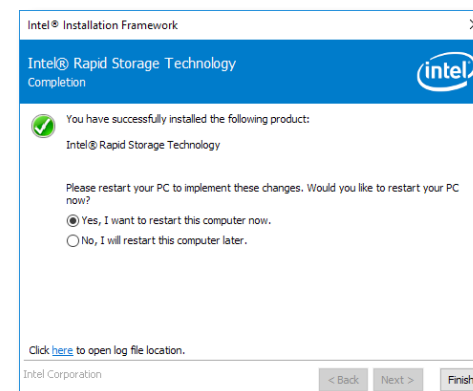 Intel® Installation Framework
Intel® Rapid Storage Technology
Completion
intel
You have successfully installed the following product:
Intel® Rapid Storage Technology
Please restart your PC to implement these changes. Would you like to restart your PC
now?
Yes, I want to restart this computer now.
No, I will restart this computer later.
Click here to open log file location.
Intel Corporation
< Back Next > Finish